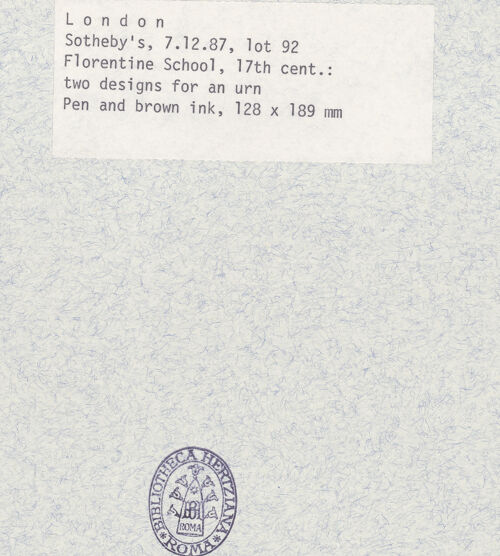 L o n d o n
Sotheby's, 7.12.87, lot 92
Florentine School, 17th cent.:
two designs for an urn
Pen and brown ink, 128 x 189 mm
BIBLIOTHECA HERTZIANA
* ROMA *
BH
ROMA